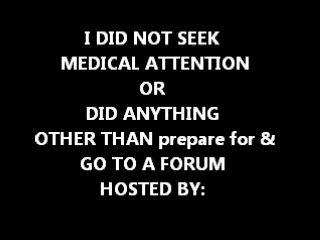 I DID NOT SEEK
MEDICAL ATTENTION
OR
DID ANYTHING
OTHER THAN prepare for &
GO TO A FORUM
HOSTED BY: